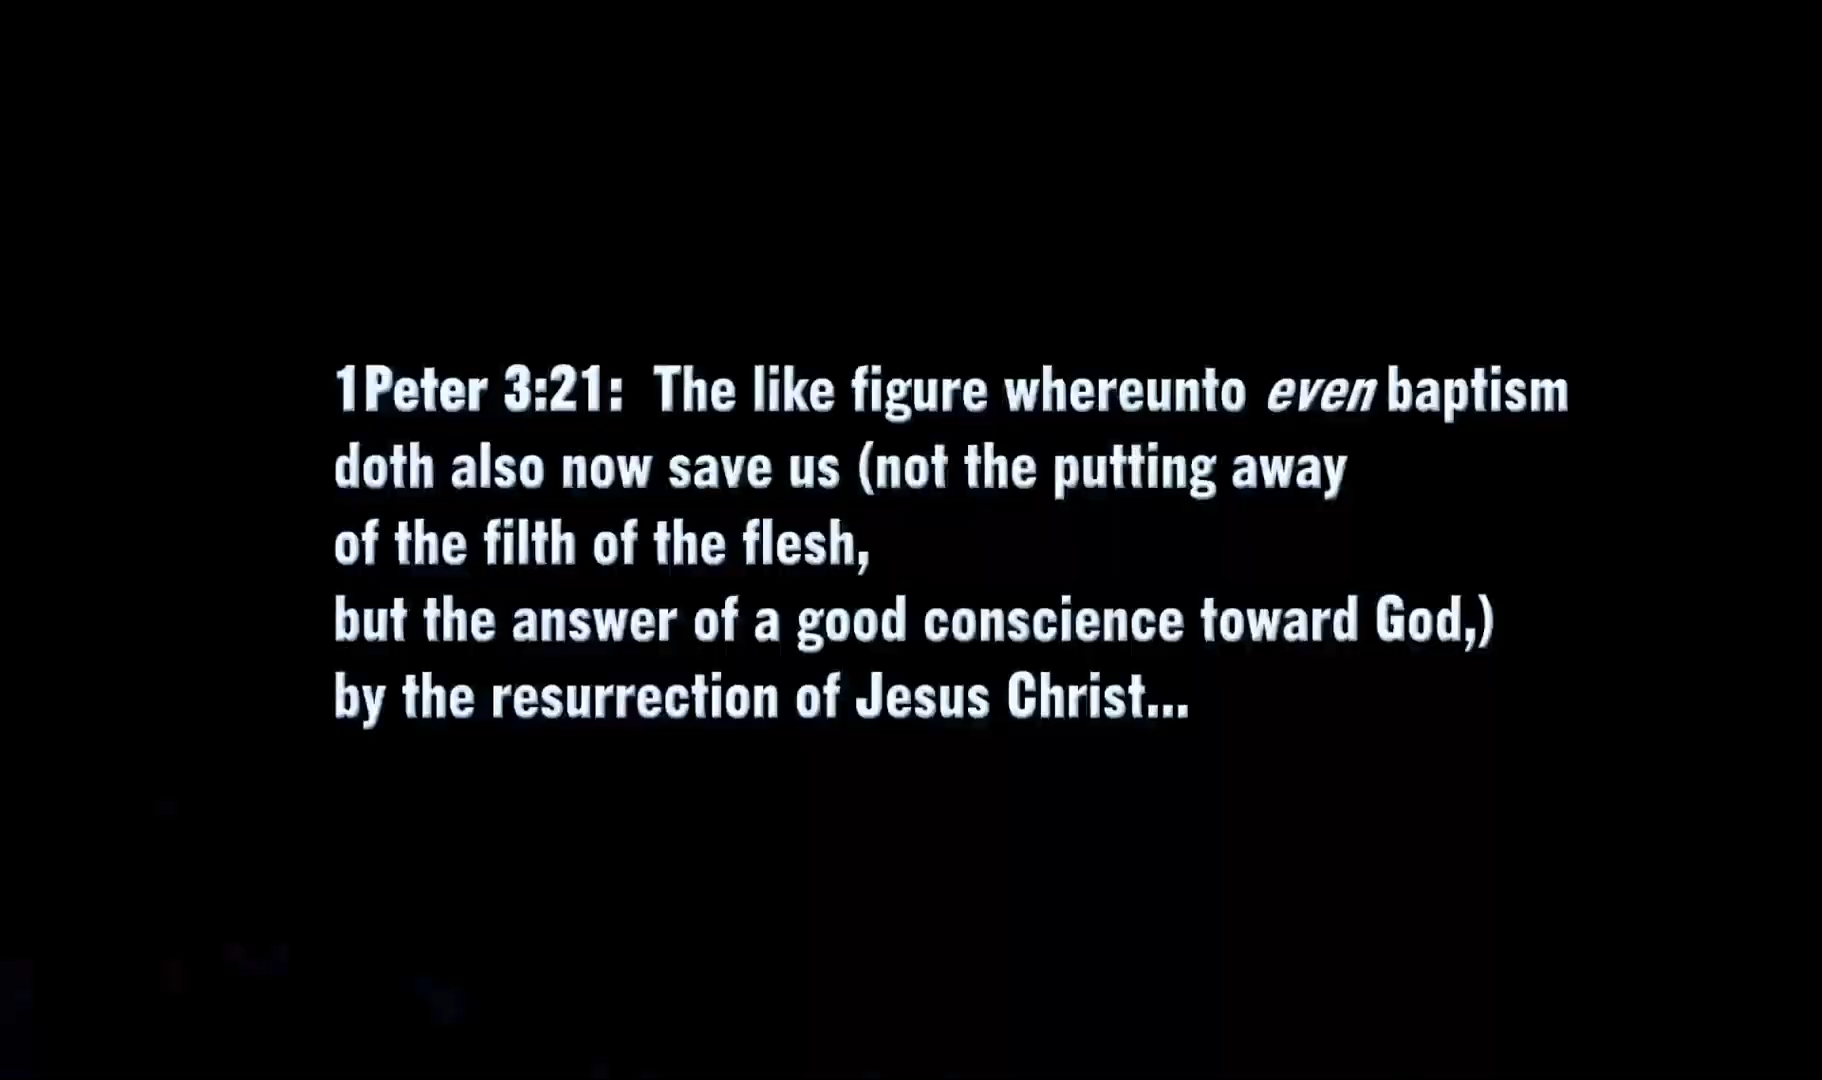 1Peter 3:21:  The like figure whereunto even baptism
doth also now save us (not the putting away
of the filth of the flesh,
but the answer of a good conscience toward God,)
by the resurrection of Jesus Christ...